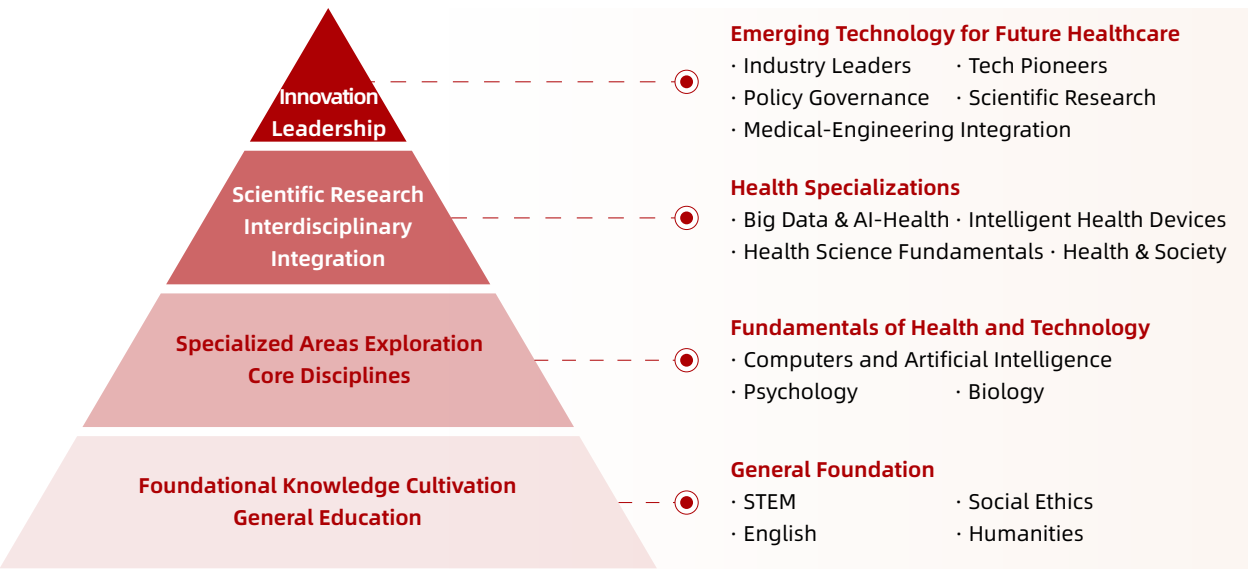 Innovation
Leadership
Emerging Technology for Future Healthcare
· Industry Leaders · Tech Pioneers
· Policy Governance · Scientific Research
· Medical-Engineering Integration
Scientific Research
Interdisciplinary
Integration
Health Specializations
· Big Data & AI-Health · Intelligent Health Devices
· Health Science Fundamentals · Health & Society
Specialized Areas Exploration
Core Disciplines
Fundamentals of Health and Technology
· Computers and Artificial Intelligence
· Psychology · Biology
Foundational Knowledge Cultivation
General Education
General Foundation
· STEM · Social Ethics
· English · Humanities